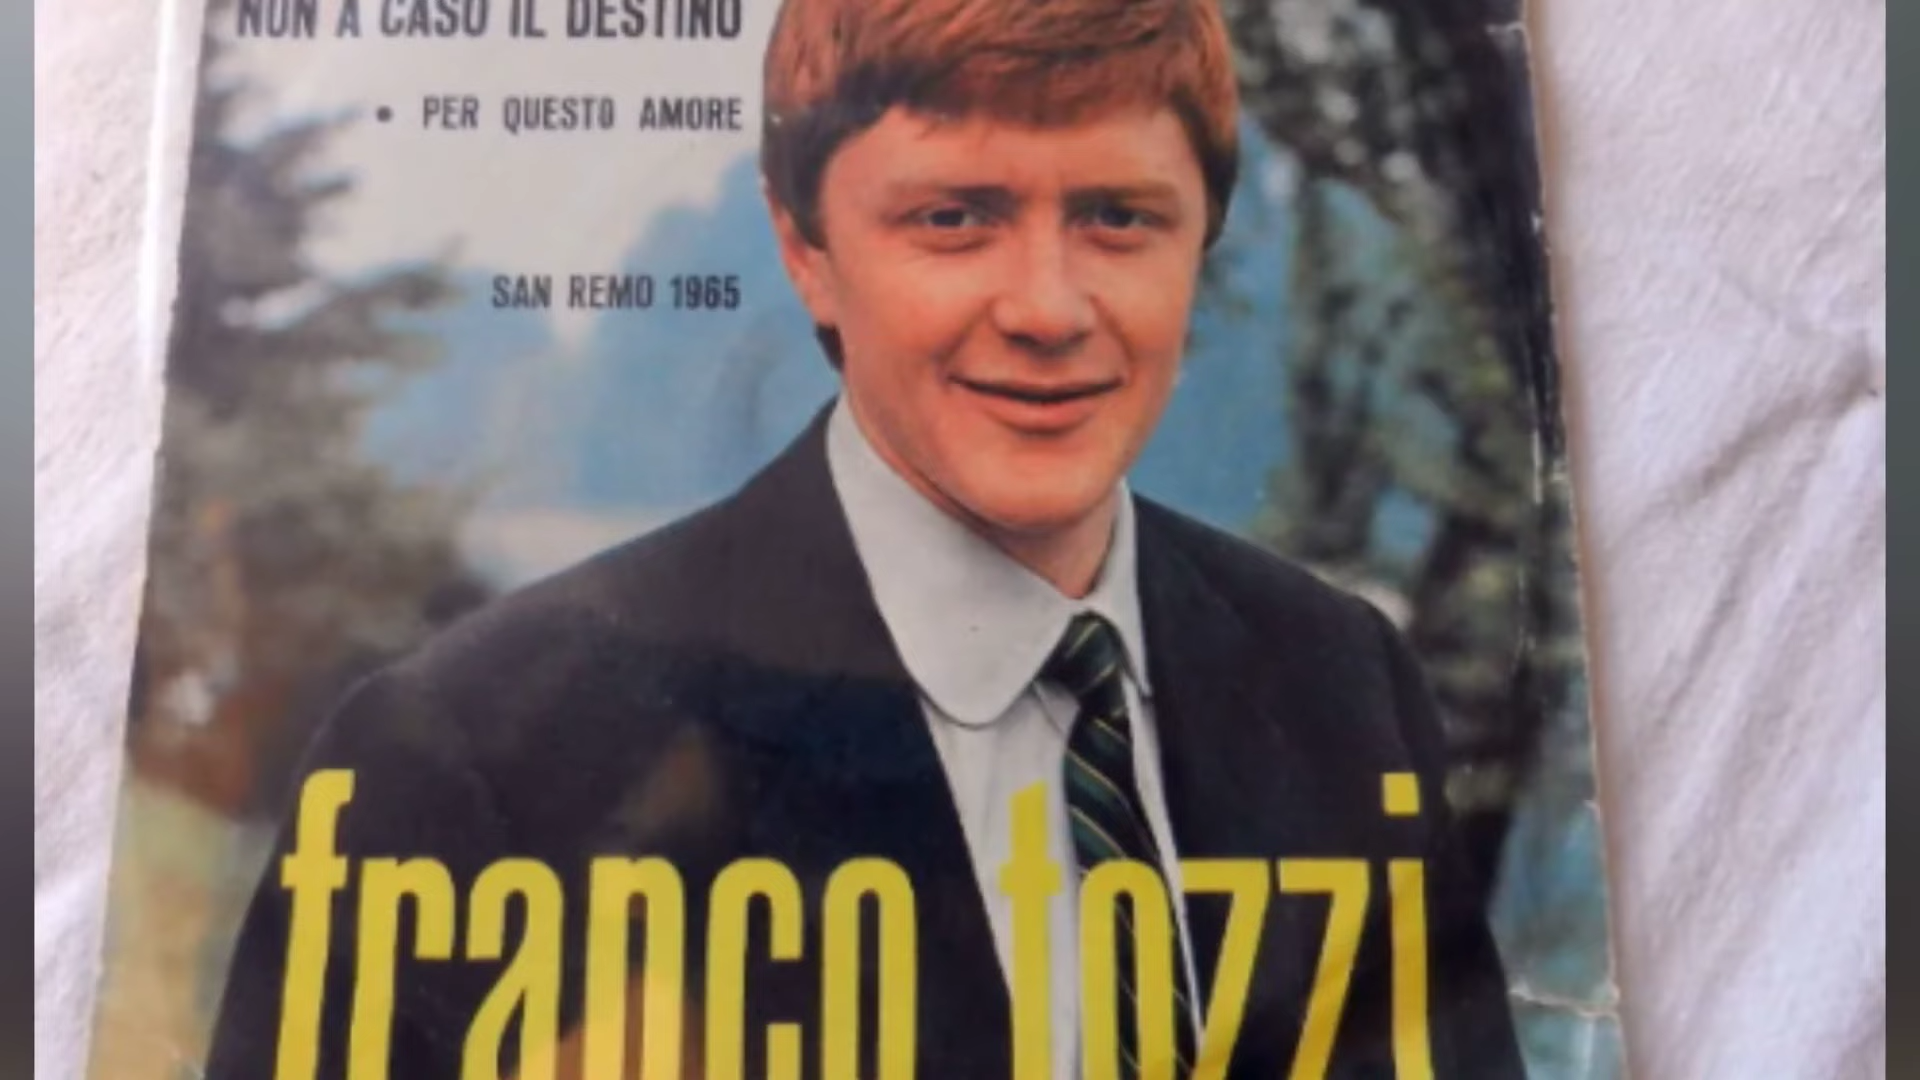 NON A CASO IL DESTINO
• PER QUESTO AMORE
SAN REMO 1965
franco tozzi